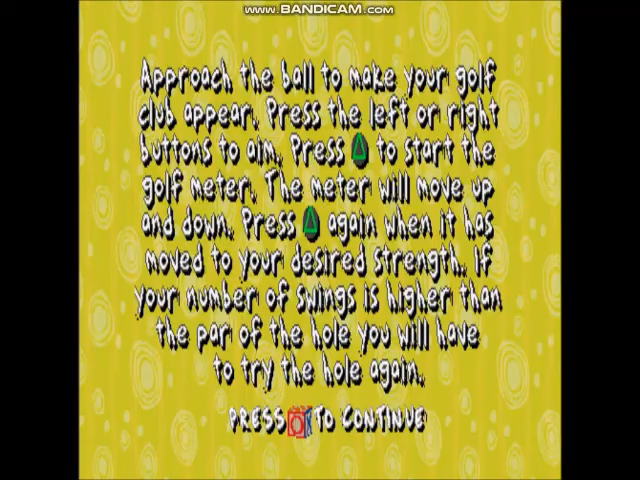 www.BANDICAM.com
Approach the ball to make your golf
club appear. Press the left or right
buttons to aim. Press △ to start the
golf meter. The meter will move up
and down. Press △ again when it has
moved to your desired strength. If
your number of swings is higher than
the par of the hole you will have
to try the hole again.
PRESS TO CONTINUE